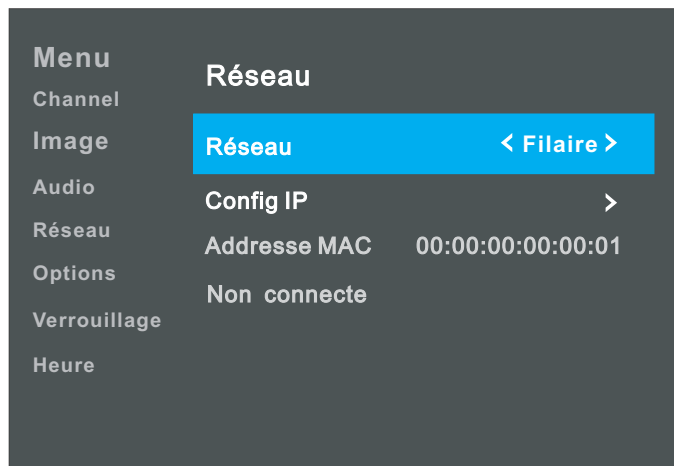 Menu
Channel
Image
Audio
Réseau
Options
Verrouillage
Heure
Réseau
Réseau < Filaire >
Config IP >
Addresse MAC 00:00:00:00:00:01
Non connecte